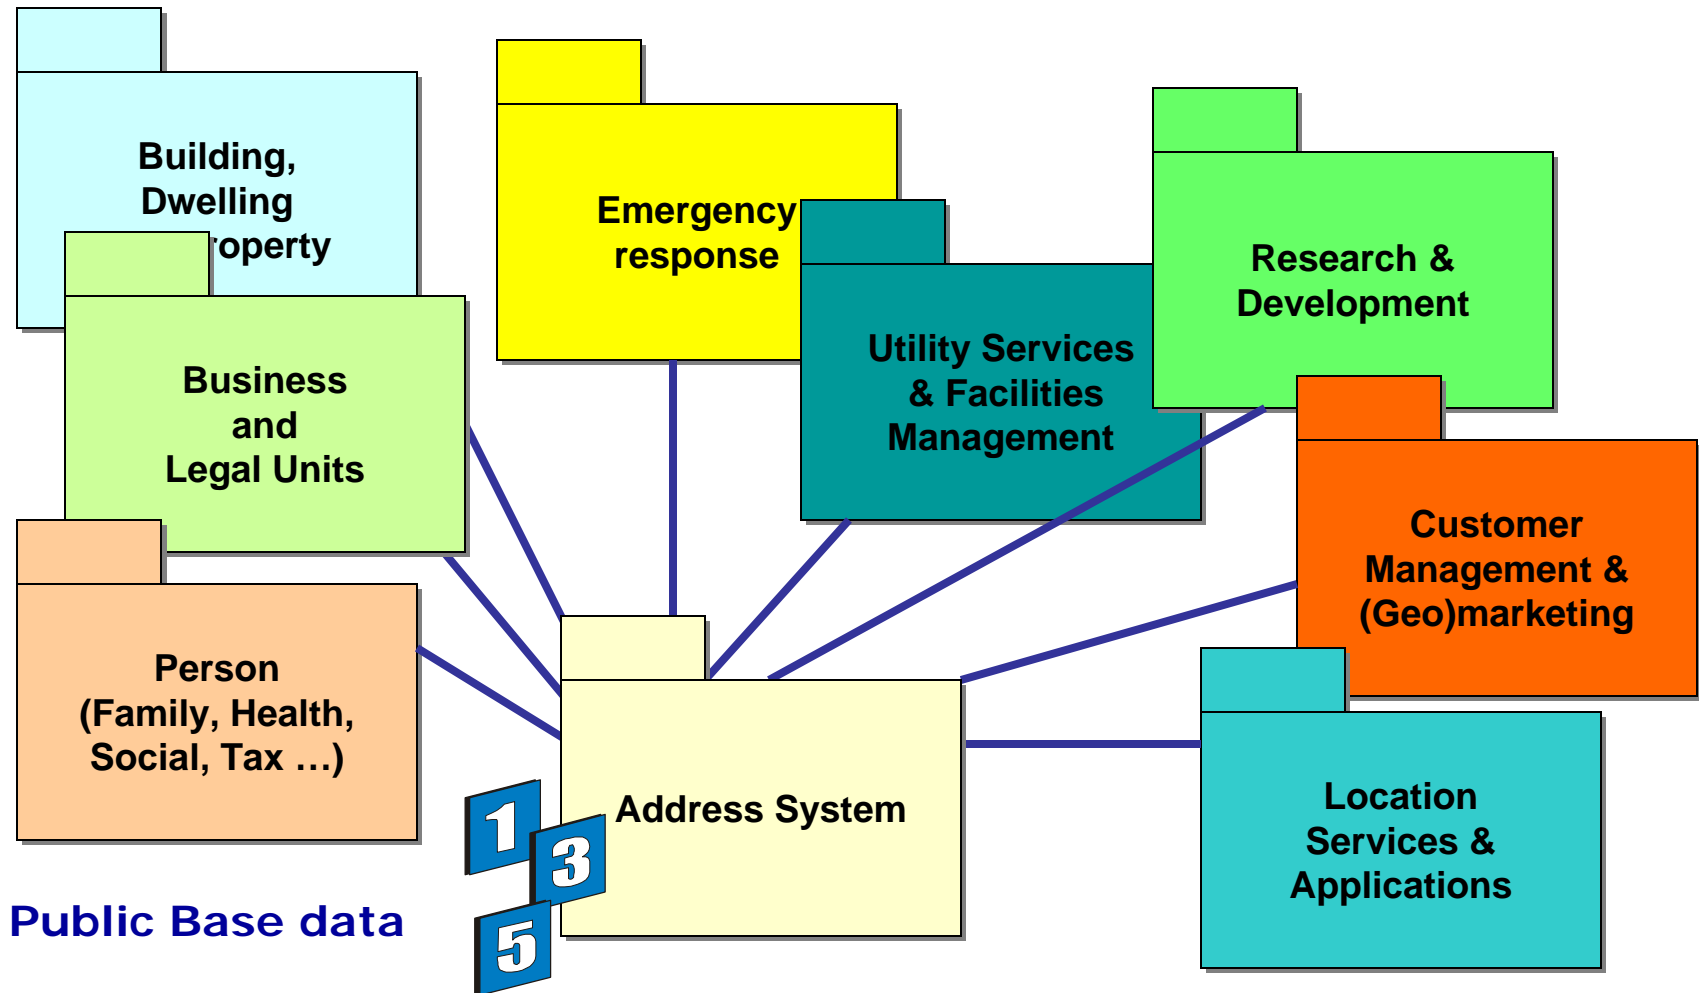 Building,
Dwelling
roperty
Emergency
response
Research &
Development
Utility Services
& Facilities
Management
Business
and
Legal Units
Customer
Management &
(Geo)marketing
Person
(Family, Health,
Social, Tax …)
Address System
Location
Services &
Applications
1
3
5
Public Base data